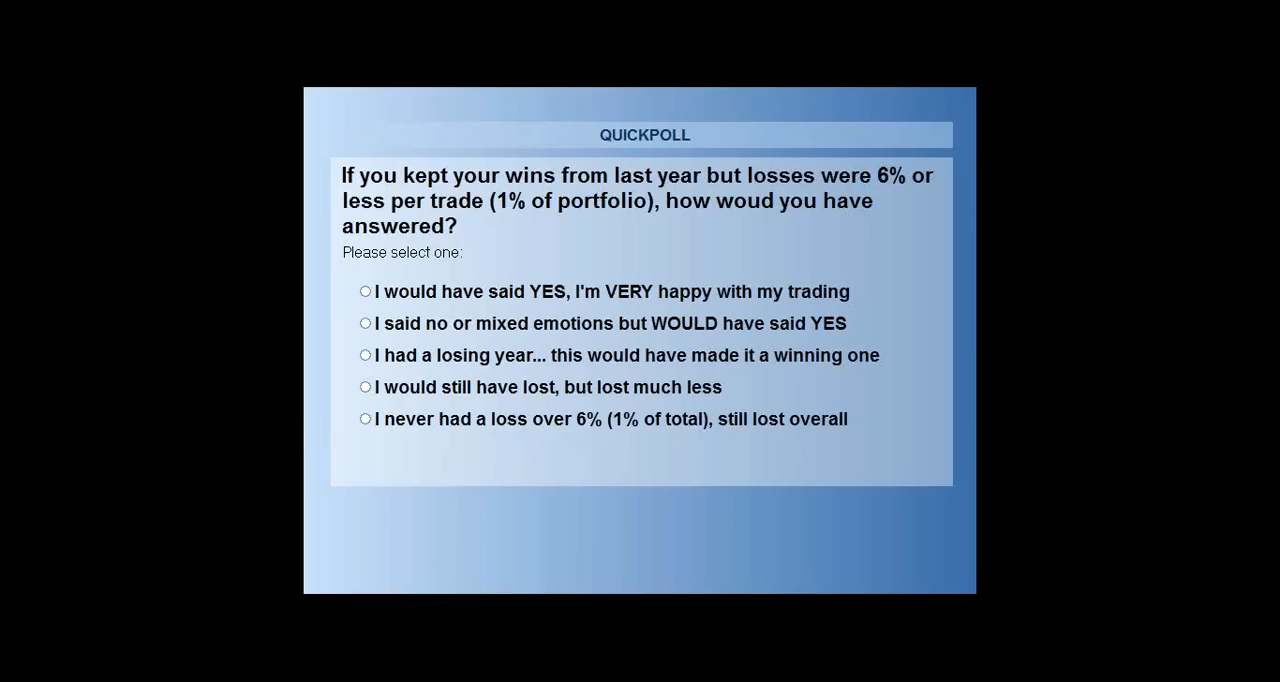 QUICKPOLL
If you kept your wins from last year but losses were 6% or
less per trade (1% of portfolio), how woud you have
answered?
Please select one:
I would have said YES, I'm VERY happy with my trading
I said no or mixed emotions but WOULD have said YES
I had a losing year... this would have made it a winning one
I would still have lost, but lost much less
I never had a loss over 6% (1% of total), still lost overall